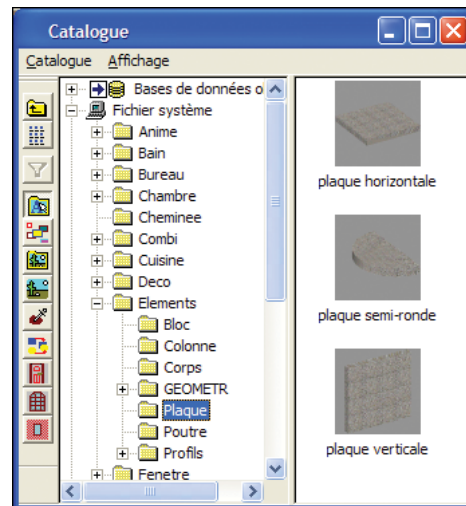 Catalogue
Catalogue Affichage
Bases de données o
Fichier système
Anime
Bain
Bureau
Chambre
Cheminee
Combi
Cuisine
Deco
Elements
Bloc
Colonne
Corps
GEOMETR
Plaque
Poutre
Profils
Fenetre
plaque horizontale
plaque semi-ronde
plaque verticale